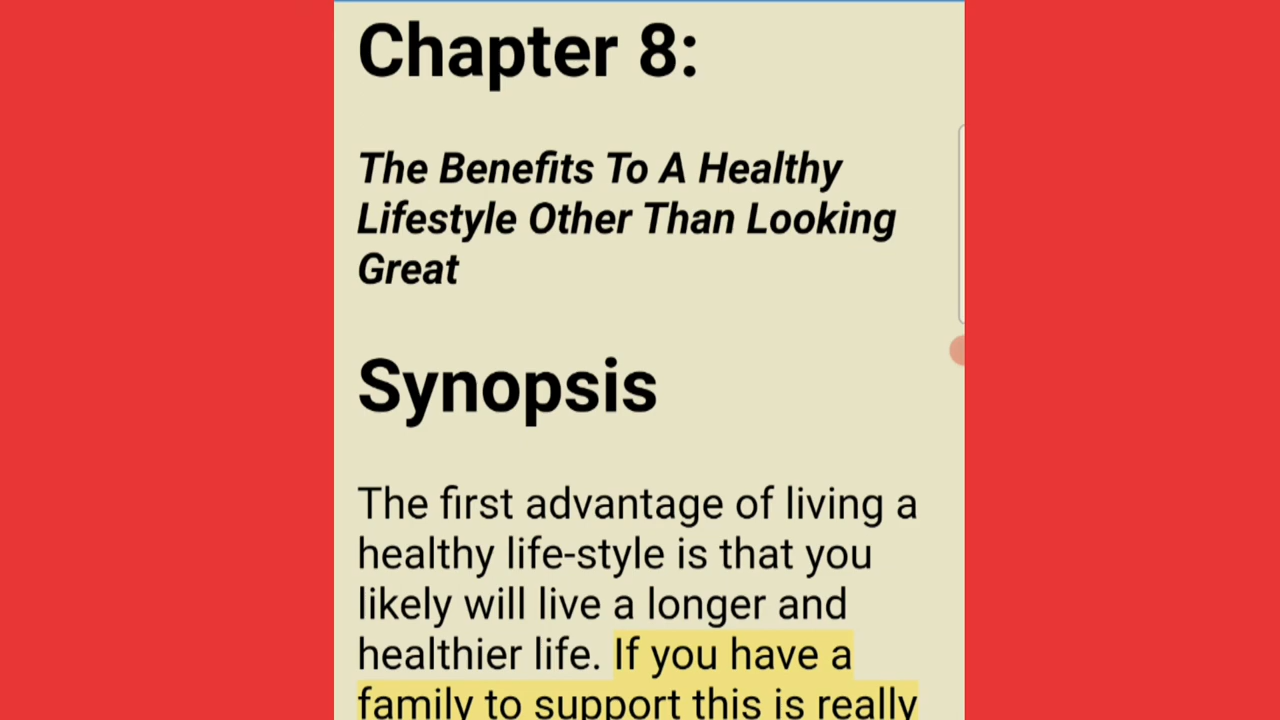 Chapter 8:
The Benefits To A Healthy
Lifestyle Other Than Looking
Great
Synopsis
The first advantage of living a
healthy life-style is that you
likely will live a longer and
healthier life. If you have a
family to support this is really